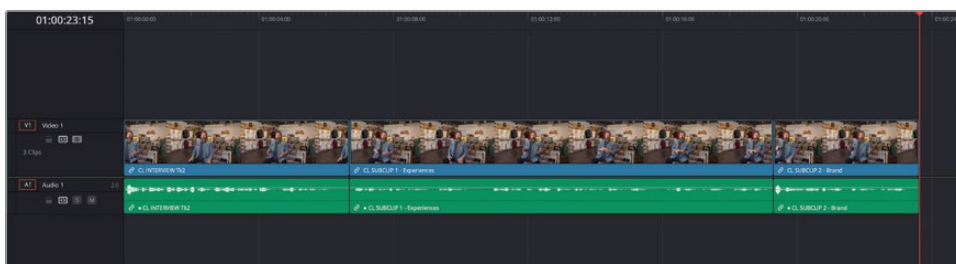 01:00:23:15 01:00:00:00 01:00:04:00 01:00:08:00 01:00:12:00 01:00:16:00 01:00:20:00 01:00:24
V1 Video 1
3 Clips
CL INTERVIEW Tk2 CL SUBCLIP 1 - Experiences CL SUBCLIP 2 - Brand
A1 Audio 1 2.0
S M
• CL INTERVIEW Tk2 • CL SUBCLIP 1 - Experiences • CL SUBCLIP 2 - Brand